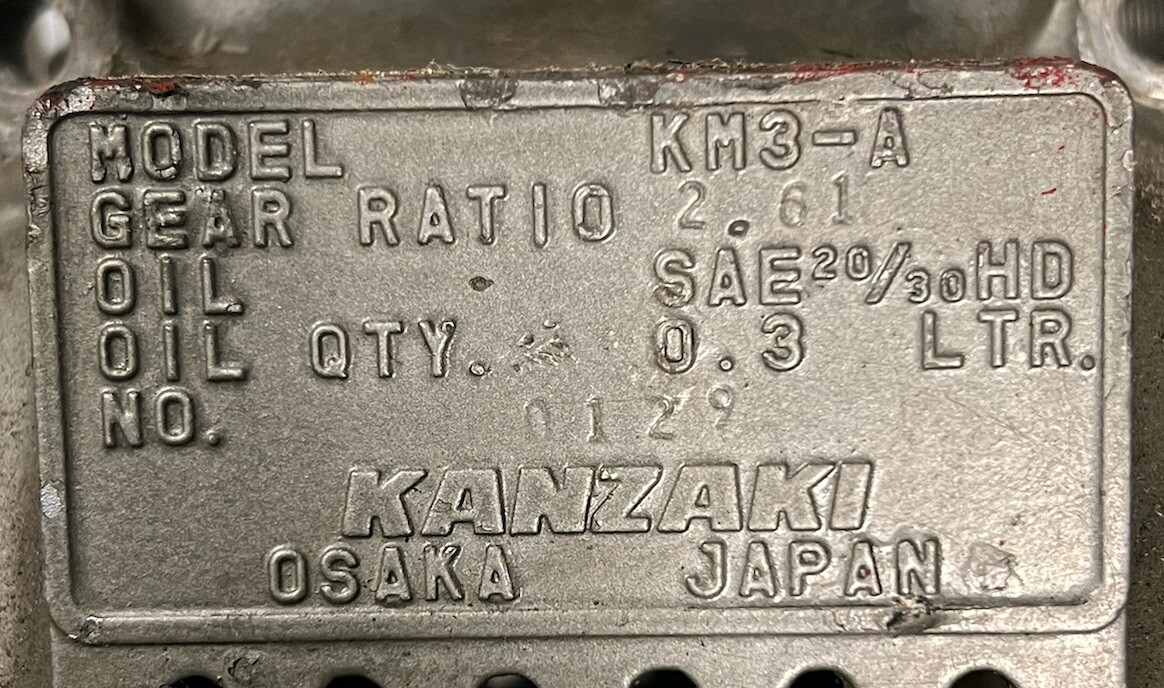 MODEL KM3-A
GEAR RATIO 2.61
OIL SAE20/30HD
OIL QTY. 0.3 LTR.
NO. 0129
KANZAKI
OSAKA JAPAN